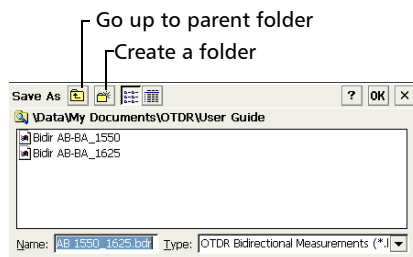 Go up to parent folder
Create a folder
Save As ? OK ×
\Data\My Documents\OTDR\User Guide
Bidir AB-BA_1550
Bidir AB-BA_1625
Name: AB 1550_1625.bdr Type: OTDR Bidirectional Measurements (*.